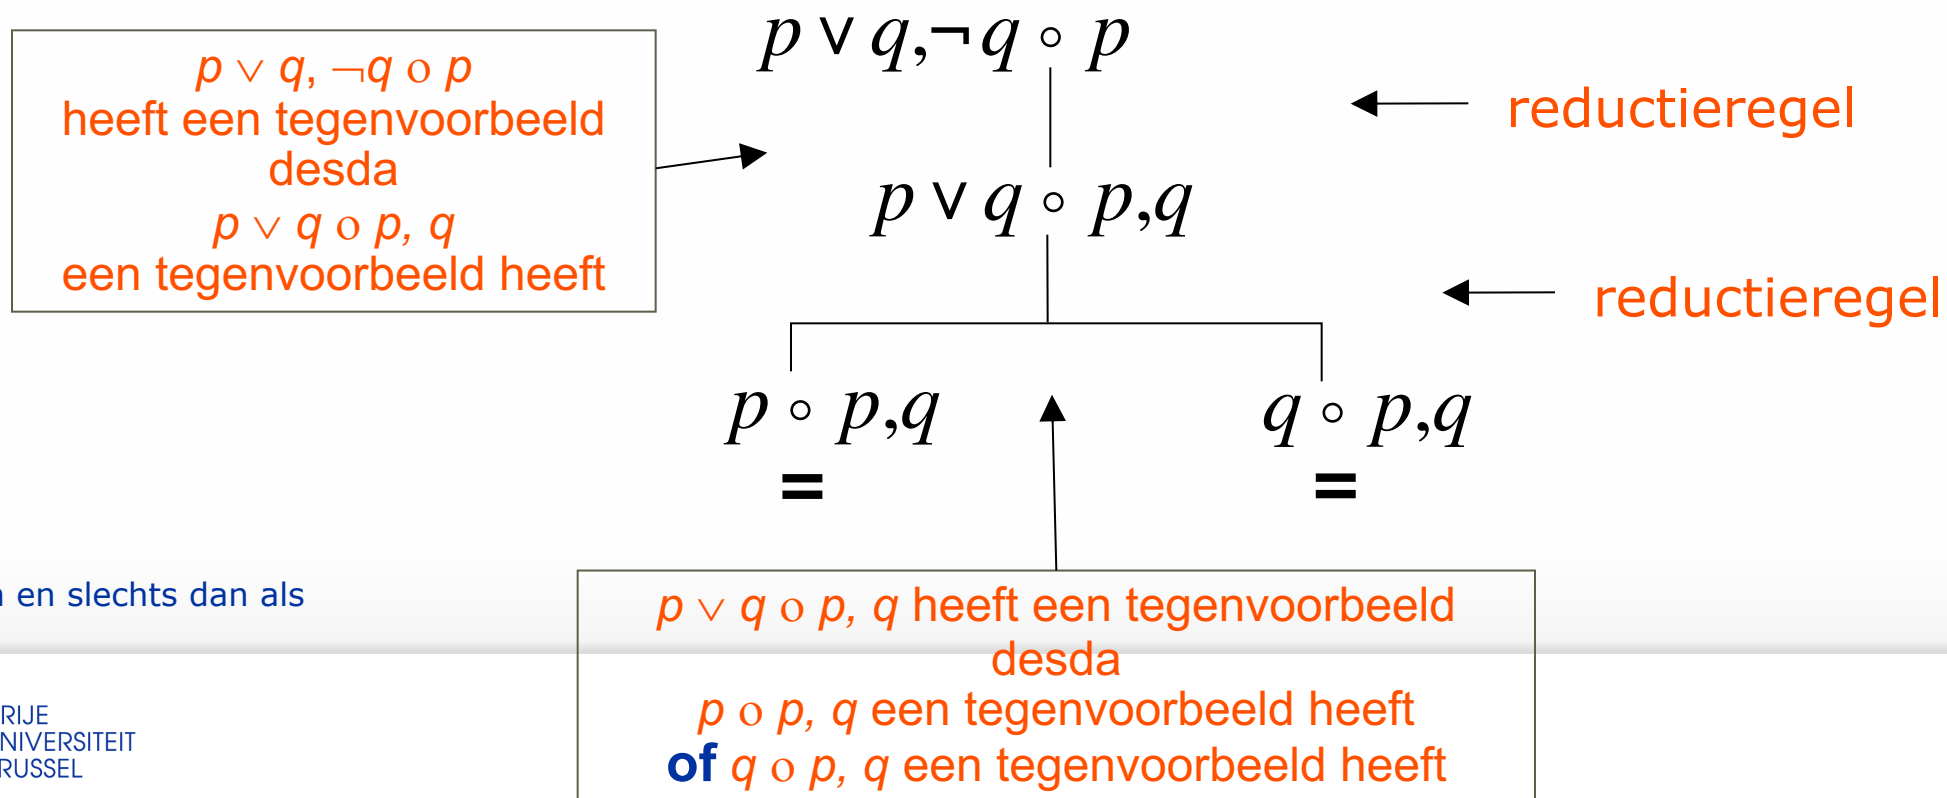 p ∨ q, ¬q o p
heeft een tegenvoorbeeld
desda
p ∨ q o p, q
een tegenvoorbeeld heeft
p ∨ q,¬q ∘ p
reductieregel
p ∨ q ∘ p,q
reductieregel
p ∘ p,q
q ∘ p,q
=
=
en slechts dan als
p ∨ q o p, q heeft een tegenvoorbeeld
desda
p o p, q een tegenvoorbeeld heeft
of q o p, q een tegenvoorbeeld heeft
RIJE
NIVERSITEIT
RUSSEL